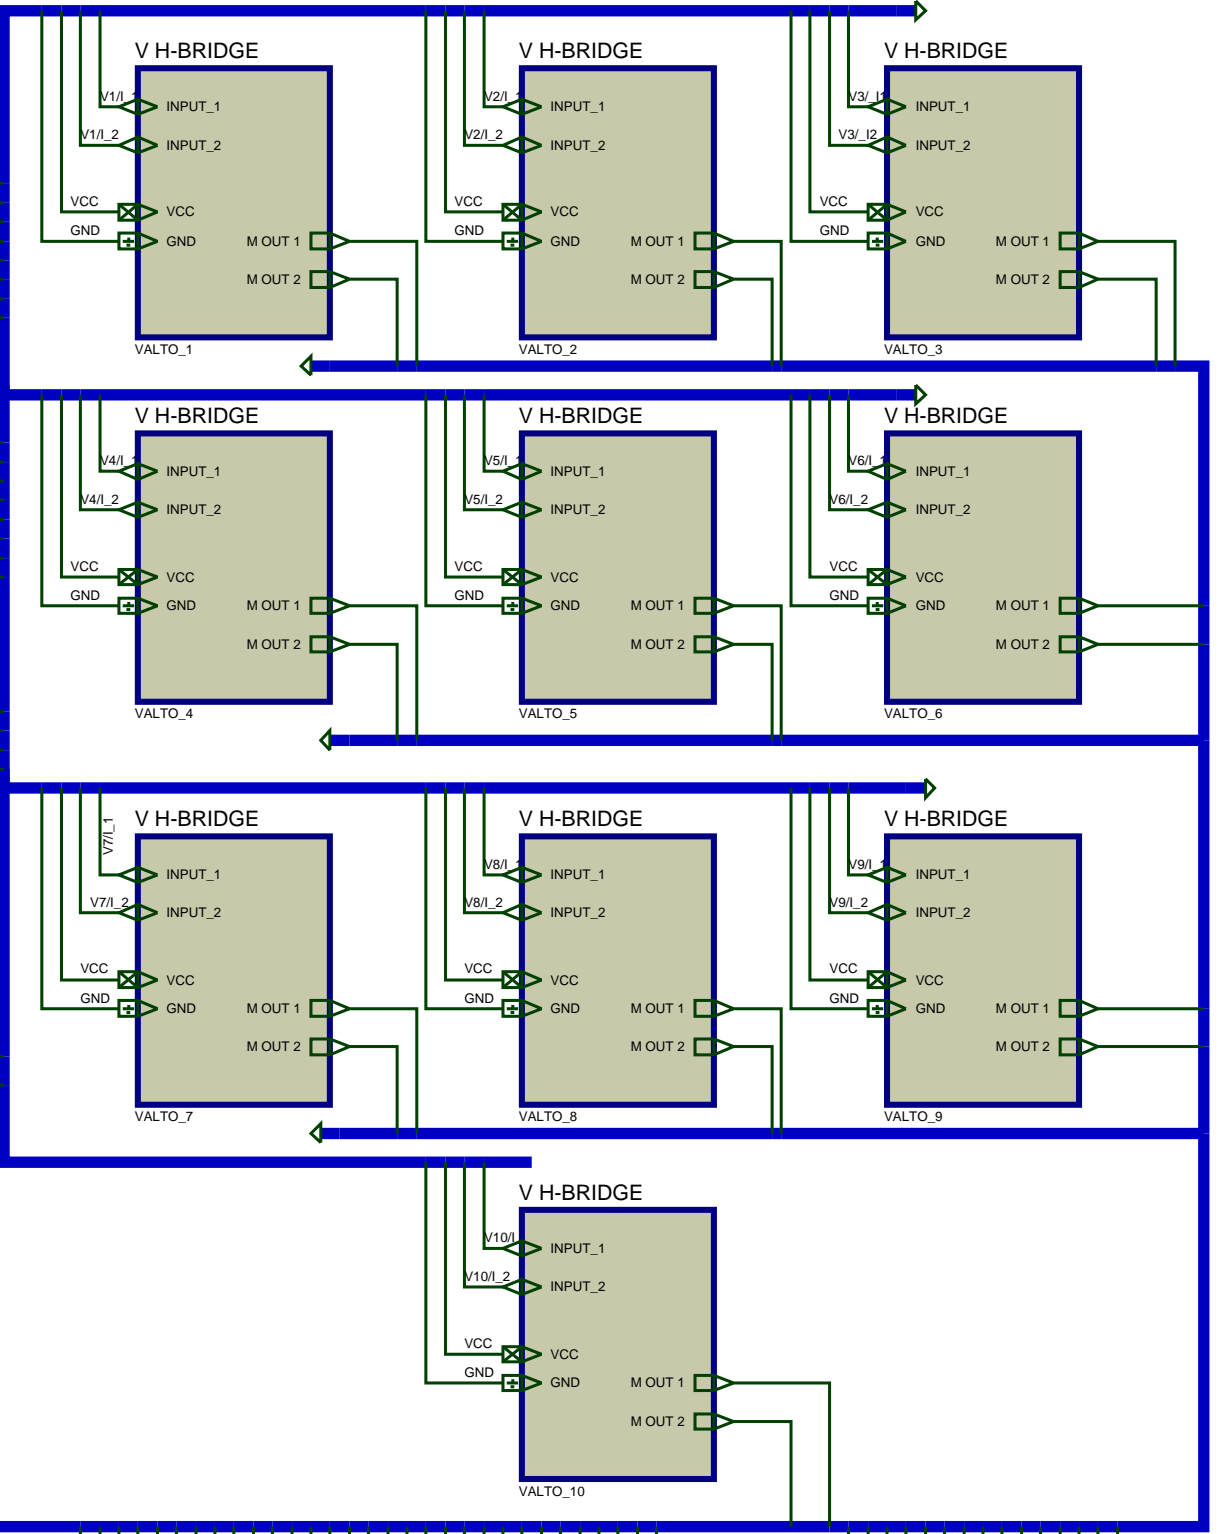 V H-BRIDGE
V1/I_1
INPUT_1
V1/I_2
INPUT_2
VCC
VCC
GND
GND
M OUT 1
M OUT 2
VALTO_1
V H-BRIDGE
V2/I_1
INPUT_1
V2/I_2
INPUT_2
VCC
VCC
GND
GND
M OUT 1
M OUT 2
VALTO_2
V H-BRIDGE
V3/_I1
INPUT_1
V3/_I2
INPUT_2
VCC
VCC
GND
GND
M OUT 1
M OUT 2
VALTO_3
V H-BRIDGE
V4/I_1
INPUT_1
V4/I_2
INPUT_2
VCC
VCC
GND
GND
M OUT 1
M OUT 2
VALTO_4
V H-BRIDGE
V5/I_1
INPUT_1
V5/I_2
INPUT_2
VCC
VCC
GND
GND
M OUT 1
M OUT 2
VALTO_5
V H-BRIDGE
V6/I_1
INPUT_1
V6/I_2
INPUT_2
VCC
VCC
GND
GND
M OUT 1
M OUT 2
VALTO_6
V H-BRIDGE
V7/I_1
INPUT_1
V7/I_2
INPUT_2
VCC
VCC
GND
GND
M OUT 1
M OUT 2
VALTO_7
V H-BRIDGE
V8/I_1
INPUT_1
V8/I_2
INPUT_2
VCC
VCC
GND
GND
M OUT 1
M OUT 2
VALTO_8
V H-BRIDGE
V9/I_1
INPUT_1
V9/I_2
INPUT_2
VCC
VCC
GND
GND
M OUT 1
M OUT 2
VALTO_9
V H-BRIDGE
V10/I
INPUT_1
V10/I_2
INPUT_2
VCC
VCC
GND
GND
M OUT 1
M OUT 2
VALTO_10